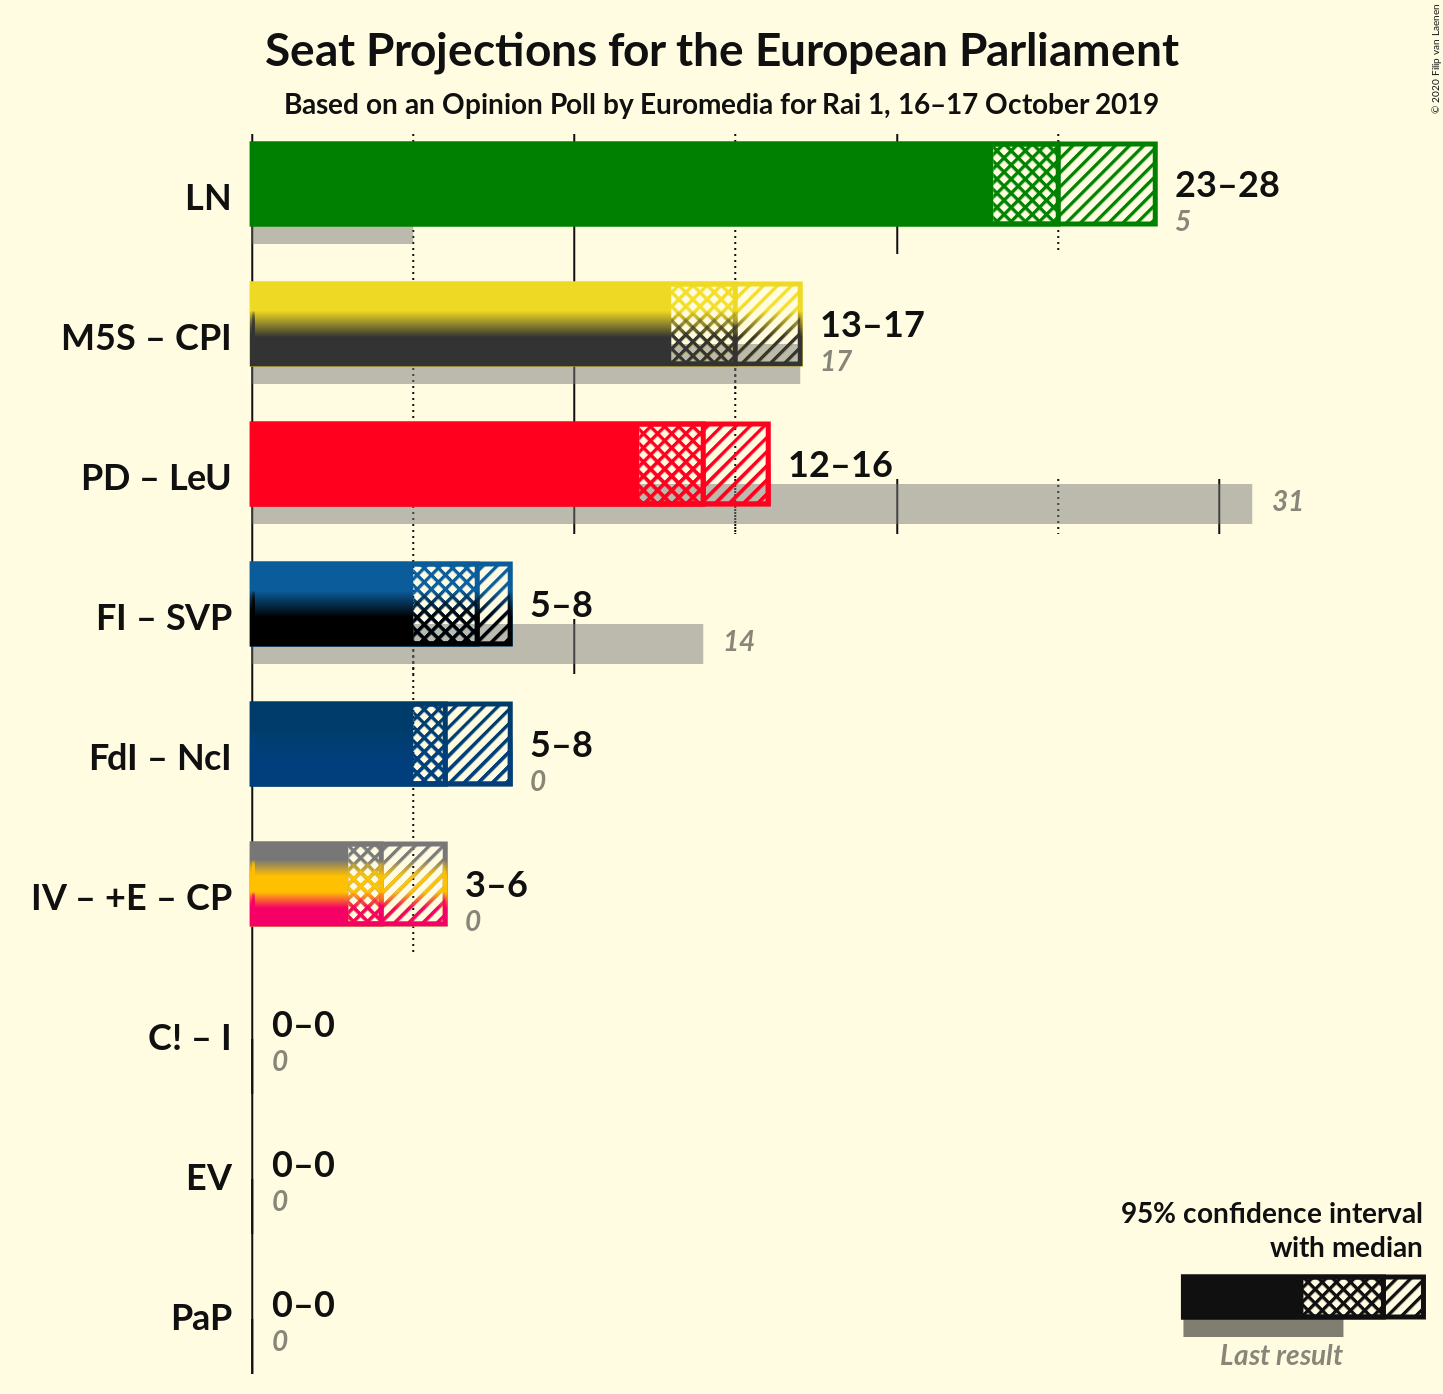 Seat Projections for the European Parliament
Based on an Opinion Poll by Euromedia for Rai 1, 16–17 October 2019
© 2020 Filip van Laenen
LN
23–28
5
M5S – CPI
13–17
17
PD – LeU
12–16
31
FI – SVP
5–8
14
FdI – NcI
5–8
0
IV – +E – CP
3–6
0
C! – I
0–0
0
EV
0–0
0
PaP
0–0
0
95% confidence interval
with median
Last result